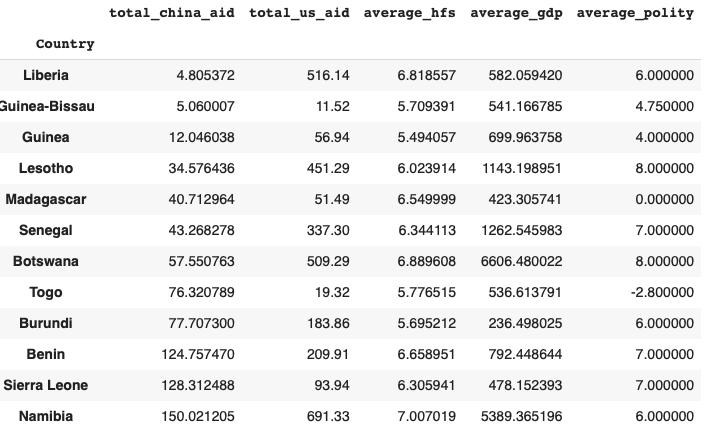 total_china_aid total_us_aid average_hfs average_gdp average_polity
Country
Liberia 4.805372 516.14 6.818557 582.059420 6.000000
Guinea-Bissau 5.060007 11.52 5.709391 541.166785 4.750000
Guinea 12.046038 56.94 5.494057 699.963758 4.000000
Lesotho 34.576436 451.29 6.023914 1143.198951 8.000000
Madagascar 40.712964 51.49 6.549999 423.305741 0.000000
Senegal 43.268278 337.30 6.344113 1262.545983 7.000000
Botswana 57.550763 509.29 6.889608 6606.480022 8.000000
Togo 76.320789 19.32 5.776515 536.613791 -2.800000
Burundi 77.707300 183.86 5.695212 236.498025 6.000000
Benin 124.757470 209.91 6.658951 792.448644 7.000000
Sierra Leone 128.312488 93.94 6.305941 478.152393 7.000000
Namibia 150.021205 691.33 7.007019 5389.365196 6.000000